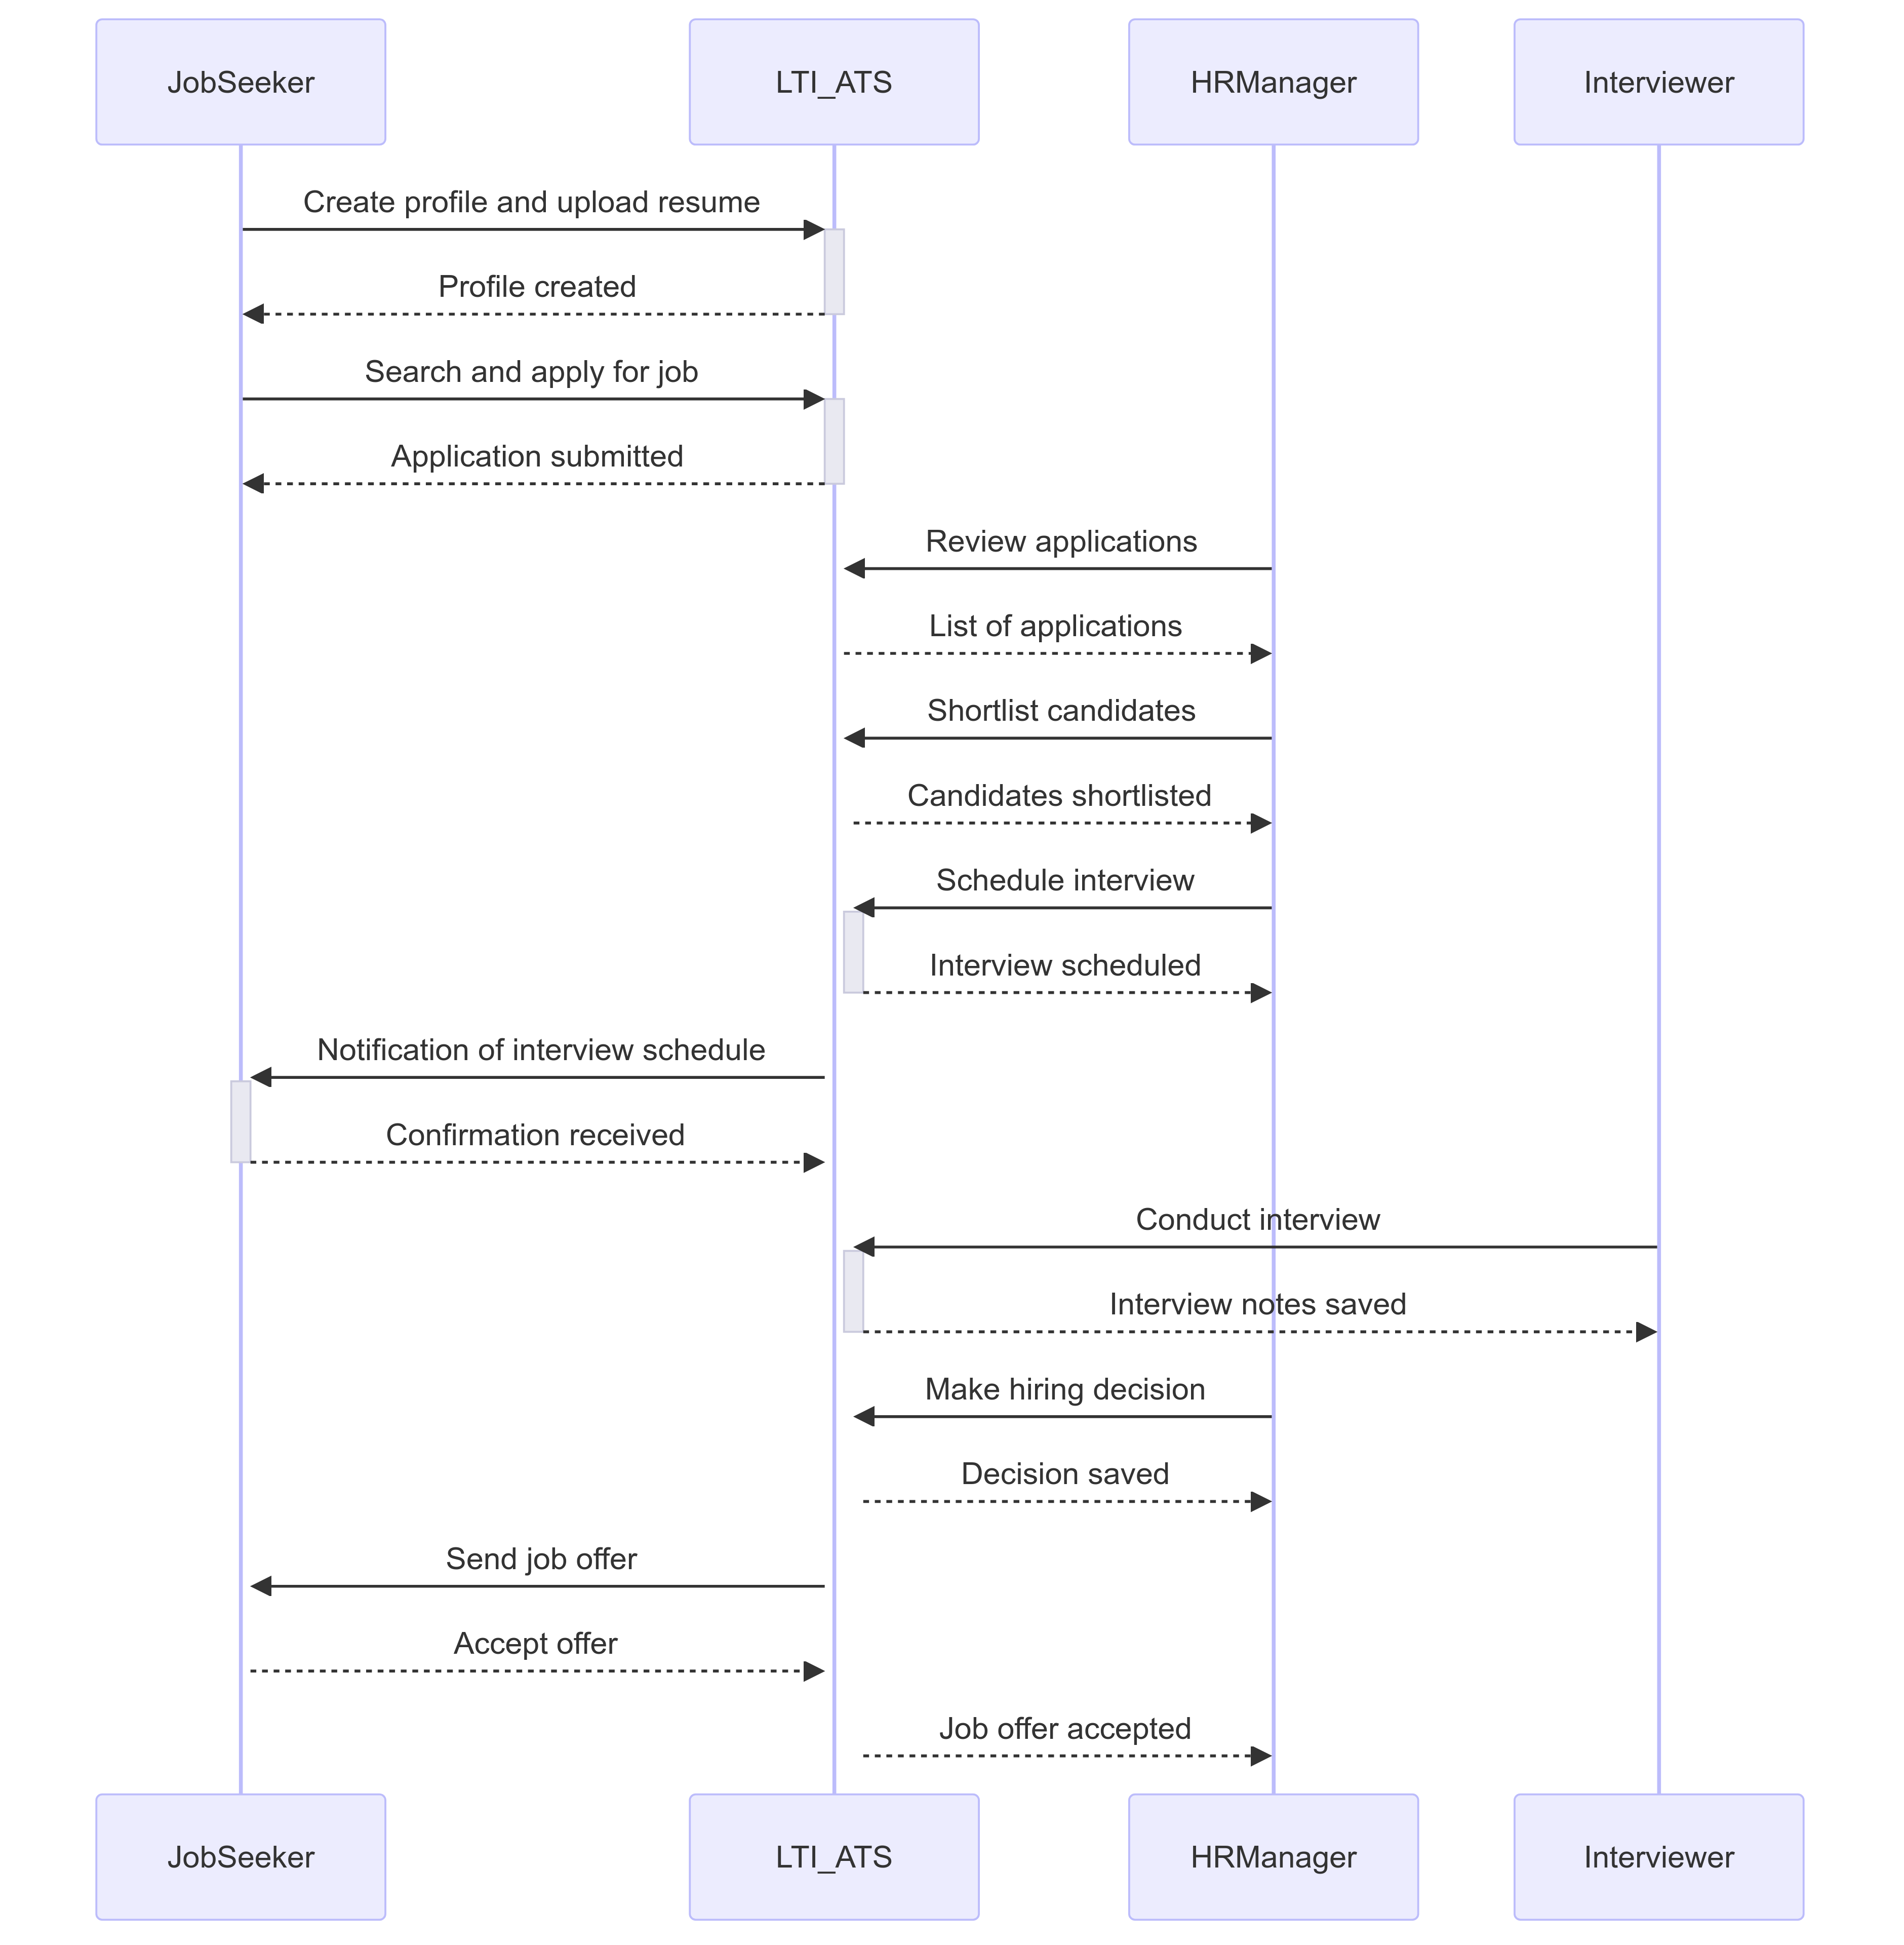 JobSeeker
LTI_ATS
HRManager
Interviewer
Create profile and upload resume
Profile created
Search and apply for job
Application submitted
Review applications
List of applications
Shortlist candidates
Candidates shortlisted
Schedule interview
Interview scheduled
Notification of interview schedule
Confirmation received
Conduct interview
Interview notes saved
Make hiring decision
Decision saved
Send job offer
Accept offer
Job offer accepted
JobSeeker
LTI_ATS
HRManager
Interviewer